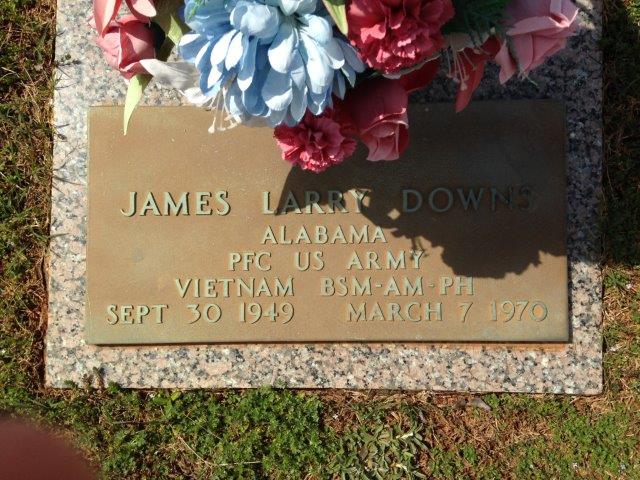 JAMES LARRY DOWNS
ALABAMA
PFC US ARMY
VIETNAM BSM-AM-PH
SEPT 30 1949 MARCH 7 1970